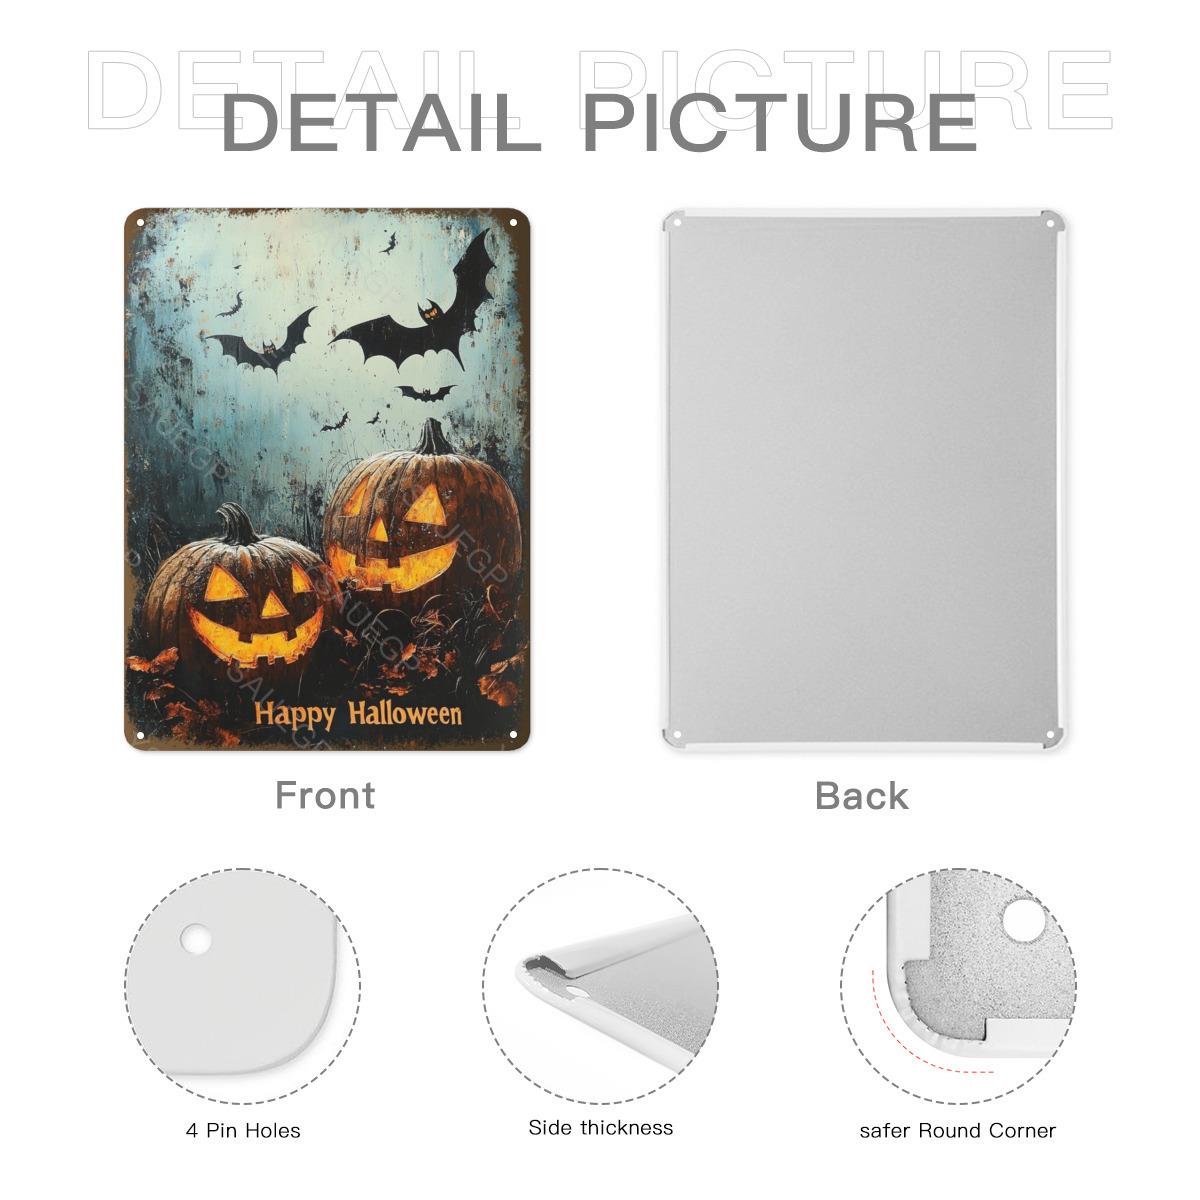 DETAIL PICTURE
DETAIL PICTURE
Happy Halloween
Front
Back
4 Pin Holes
Side thickness
safer Round Corner